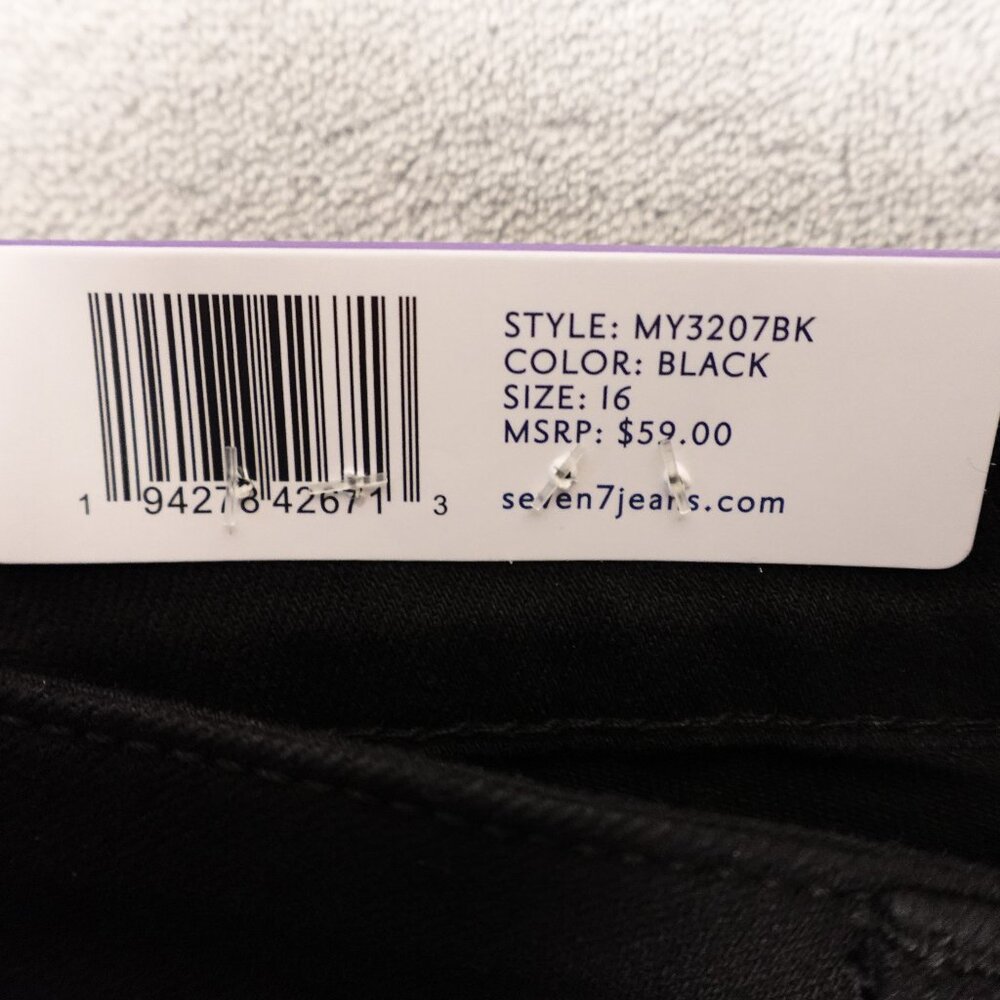 STYLE: MY3207BK
COLOR: BLACK
SIZE: 16
MSRP: $59.00
seven7jeans.com
1 94278 42671 3